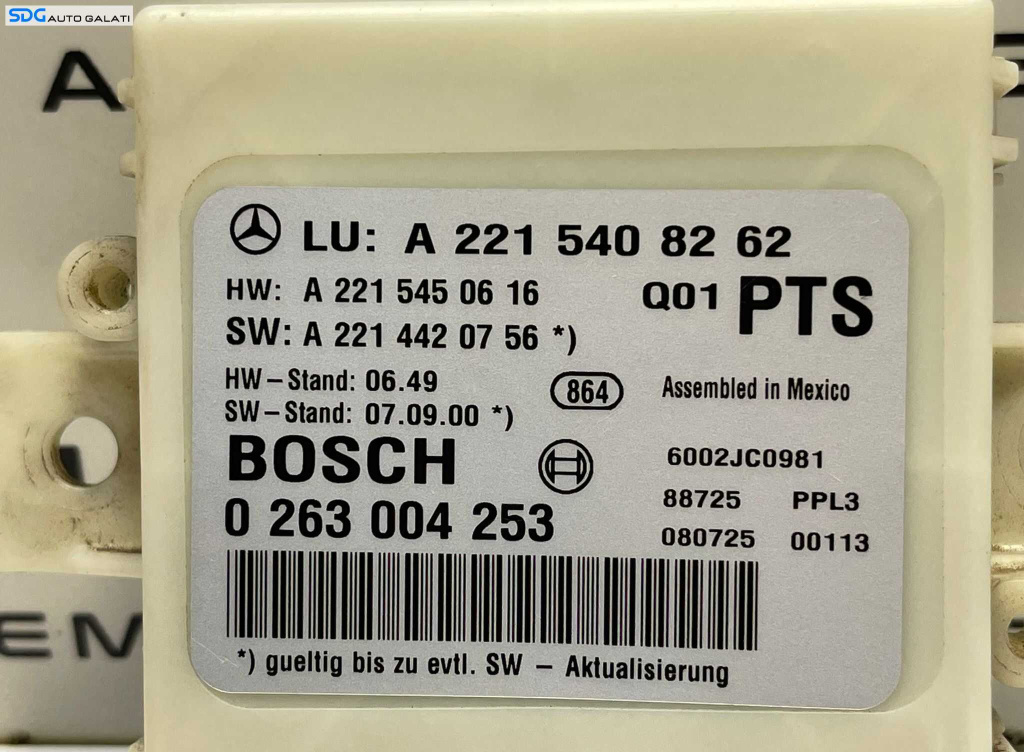 SDG AUTO GALATI
A
LU: A 221 540 82 62
HW: A 221 545 06 16
Q01 PTS
SW: A 221 442 07 56 *)
HW – Stand: 06.49
864
Assembled in Mexico
SW – Stand: 07.09.00 *)
BOSCH
6002JC0981
0 263 004 253
88725 PPL3
080725 00113
*) gueltig bis zu evtl. SW – Aktualisierung
EM